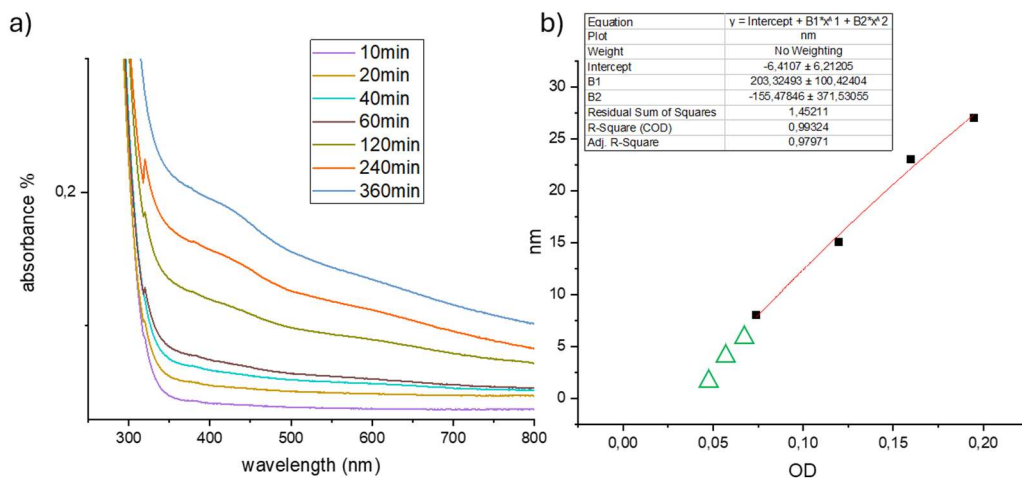 a)
10min
20min
40min
60min
120min
240min
360min
0,2
absorbance %
300 400 500 600 700 800
wavelength (nm)
b)
Equation y = Intercept + B1*x^1 + B2*x^2
Plot nm
Weight No Weighting
Intercept -6,4107 ± 6,21205
B1 203,32493 ± 100,42404
B2 -155,47846 ± 371,53055
Residual Sum of Squares 1,45211
R-Square (COD) 0,99324
Adj. R-Square 0,97971
30
25
20
15
10
5
0
nm
0,00 0,05 0,10 0,15 0,20
OD